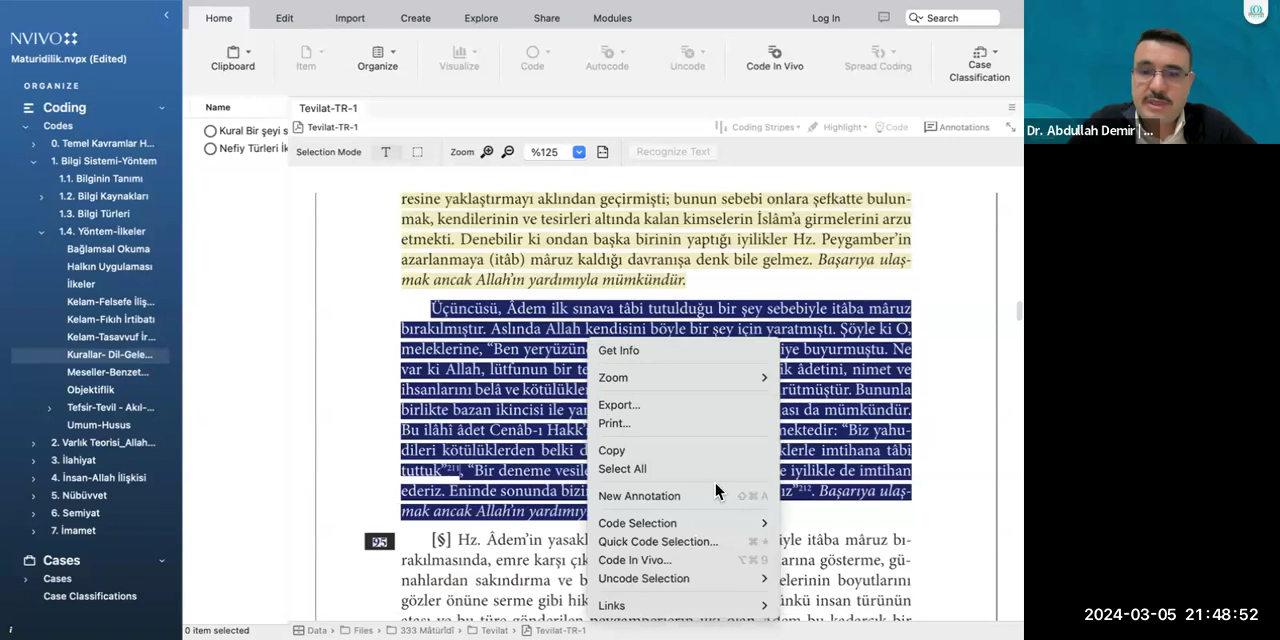 NVIVO
Maturidilik.nvpx (Edited)
ORGANIZE
Coding
Codes
0. Temel Kavramlar H...
1. Bilgi Sistemi-Yöntem
1.1. Bilginin Tanımı
1.2. Bilgi Kaynakları
1.3. Bilgi Türleri
1.4. Yöntem-İlkeler
Bağlamsal Okuma
Halkın Uygulaması
İlkeler
Kelam-Felsefe İliş...
Kelam-Fıkıh İrtibatı
Kelam-Tasavvuf İr...
Kurallar- Dil-Gele...
Meseller-Benzet...
Objektiflik
Tefsir-Tevil - Akıl-...
Umum-Husus
2. Varlık Teorisi_Allah...
3. İlahiyat
4. İnsan-Allah İlişkisi
5. Nübüvvet
6. Semiyat
7. İmamet
Cases
Cases
Case Classifications
Home Edit Import Create Explore Share Modules Log In Search
Clipboard Item Organize Visualize Code Autocode Uncode Code In Vivo Spread Coding Case Classification
Name
Kural Bir şeyi s
Nefiy Türleri İk
Tevilat-TR-1
Tevilat-TR-1 Coding Stripes Highlight Code Annotations
Selection Mode T Zoom %125 Recognize Text
resine yaklaştırmayı aklından geçirmişti; bunun sebebi onlara şefkatte bulun-
mak, kendilerinin ve tesirleri altında kalan kimselerin İslâm'a girmelerini arzu
etmekti. Denebilir ki ondan başka birinin yaptığı iyilikler Hz. Peygamber'in
azarlanmaya (itâb) mâruz kaldığı davranışa denk bile gelmez. Başarıya ulaş-
mak ancak Allah'ın yardımıyla mümkündür.
Üçüncüsü, Âdem ilk sınava tâbi tutulduğu bir şey sebebiyle itâba mâruz
bırakılmıştır. Aslında Allah kendisini böyle bir şey için yaratmıştı. Şöyle ki O,
meleklerine, “Ben yeryüzün iye buyurmuştu. Ne
var ki Allah, lütfunun bir te ik âdetini, nimet ve
ihsanlarını belâ ve kötülükle rütmüştür. Bununla
birlikte bazan ikincisi ile yar ası da mümkündür.
Bu ilâhî âdet Cenâb-ı Hakk' mektedir: “Biz yahu-
dileri kötülüklerden belki d klerle imtihana tâbi
tuttuk”211, “Bir deneme vesile e iyilikle de imtihan
ederiz. Eninde sonunda bizi ız”212. Başarıya ulaş-
mak ancak Allah'ın yardımıy
95 [§] Hz. Âdem'in yasakl iyle itâba mâruz bı-
rakılmasında, emre karşı çık arına gösterme, gü-
nahlardan sakındırma ve b elerinin boyutlarını
gözler önüne serme gibi hik ünkü insan türünün
Get Info
Zoom
Export...
Print...
Copy
Select All
New Annotation ⇧⌘A
Code Selection
Quick Code Selection...
Code In Vivo... ⌥⌘9
Uncode Selection
Links
0 item selected
Data Files 333 Mâtürîdî Tevilat Tevilat-TR-1
Dr. Abdullah Demir | ...
2024-03-05 21:48:52